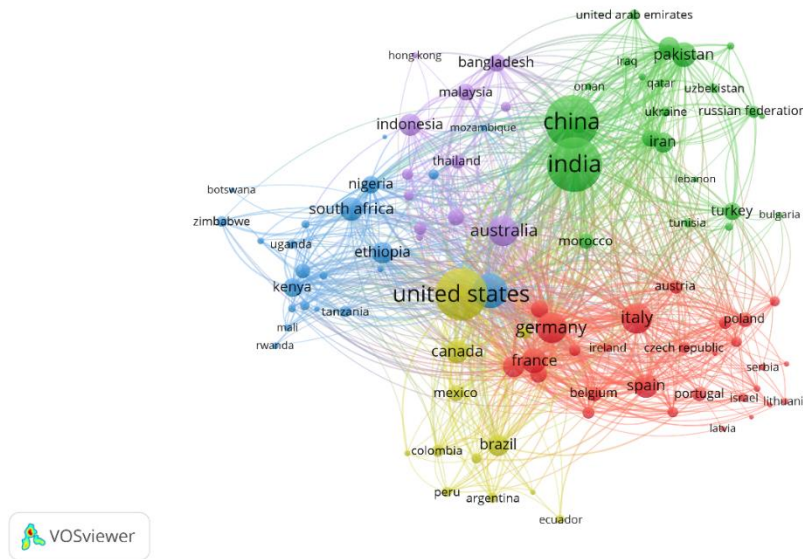 united arab emirates
hong kong
bangladesh
iraq
pakistan
oman
qatar
uzbekistan
malaysia
china
ukraine
russian federation
indonesia
mozambique
iran
thailand
india
lebanon
botswana
nigeria
zimbabwe
south africa
turkey
bulgaria
tunisia
australia
uganda
ethiopia
morocco
kenya
united states
austria
tanzania
germany
italy
poland
mali
rwanda
canada
france
ireland
czech republic
serbia
mexico
belgium
spain
portugal
israel
lithuani
latvia
colombia
brazil
peru
argentina
ecuador
VOSviewer